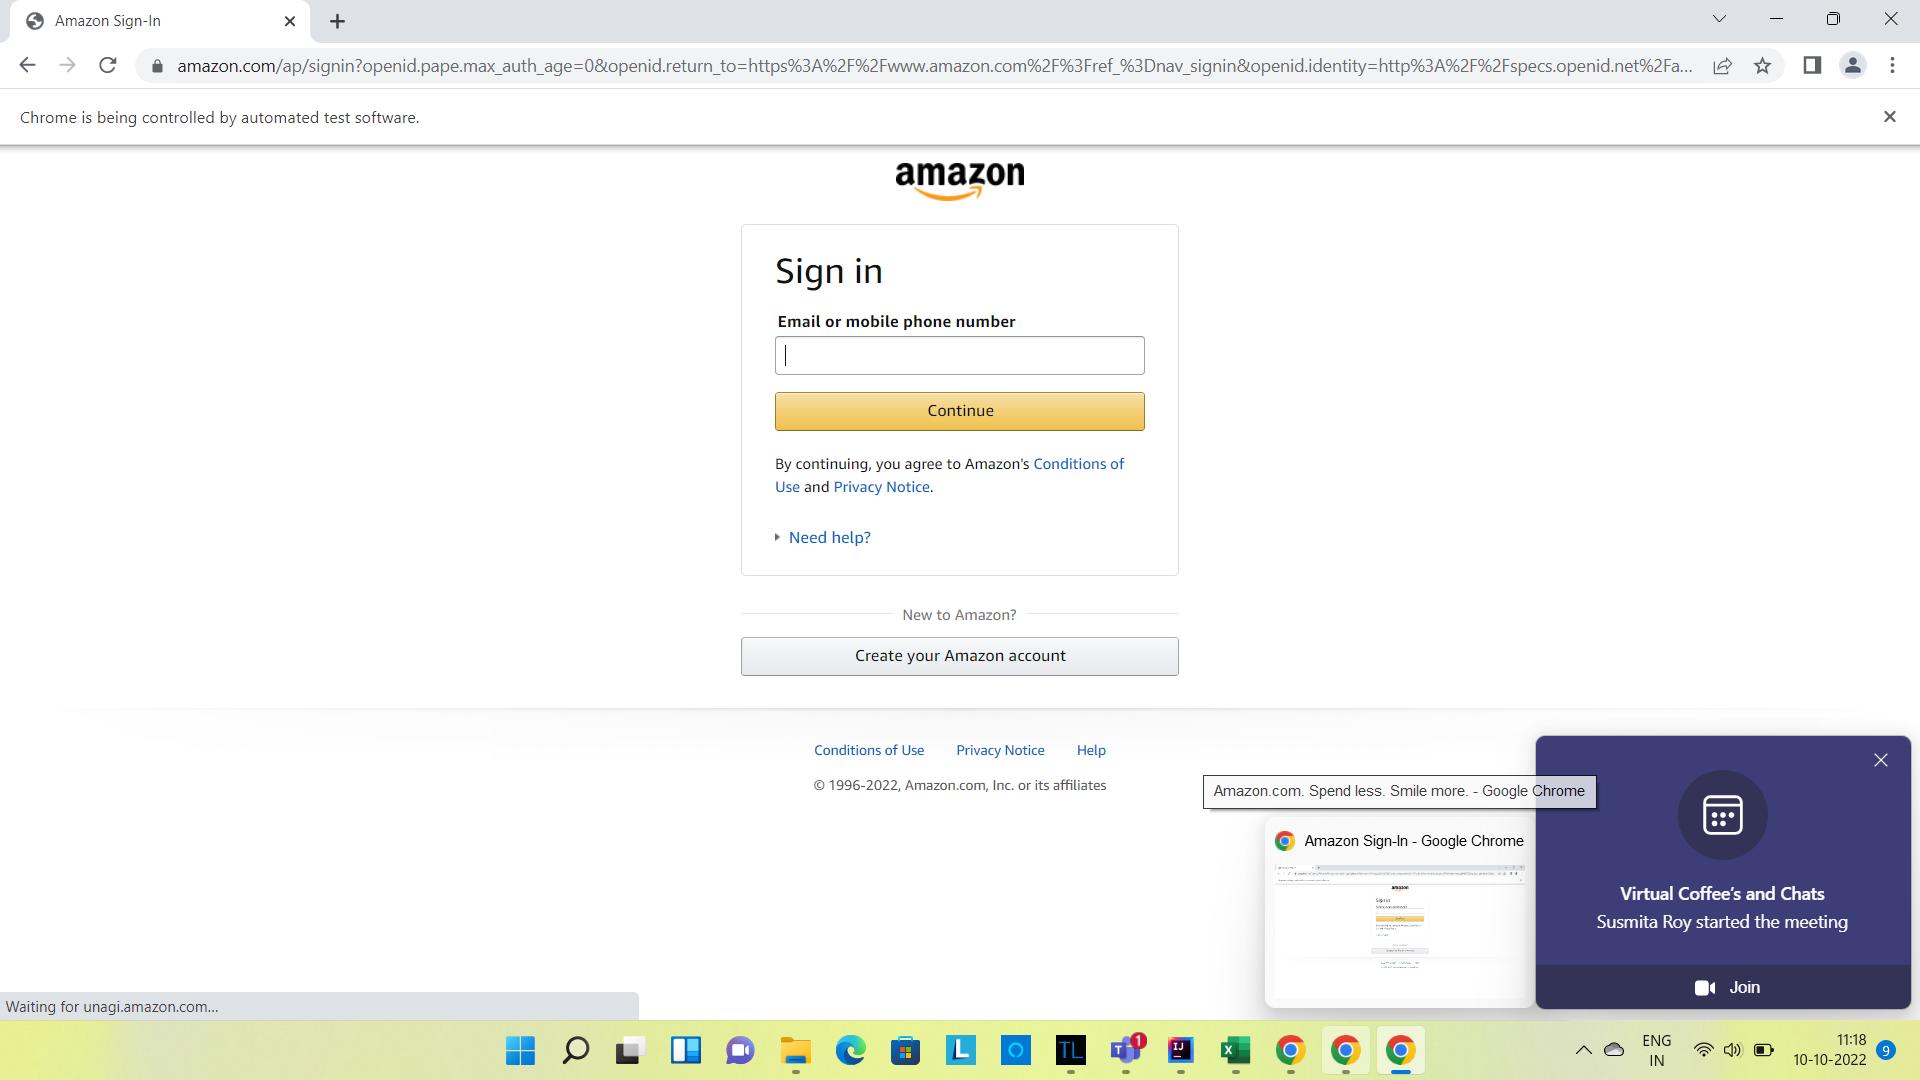 Amazon Sign-In
amazon.com/ap/signin?openid.pape.max_auth_age=0&openid.return_to=https%3A%2F%2Fwww.amazon.com%2F%3Fref_%3Dnav_signin&openid.identity=http%3A%2F%2Fspecs.openid.net%2Fa...
Chrome is being controlled by automated test software.
amazon
Sign in
Email or mobile phone number
Continue
By continuing, you agree to Amazon's Conditions of
Use and Privacy Notice.
Need help?
New to Amazon?
Create your Amazon account
Conditions of Use Privacy Notice Help
© 1996-2022, Amazon.com, Inc. or its affiliates
Amazon.com. Spend less. Smile more. - Google Chrome
Amazon Sign-In - Google Chrome
Virtual Coffee's and Chats
Susmita Roy started the meeting
Join
Waiting for unagi.amazon.com...
L
TL
T
1
IJ
X
ENG
IN
11:18
10-10-2022
9